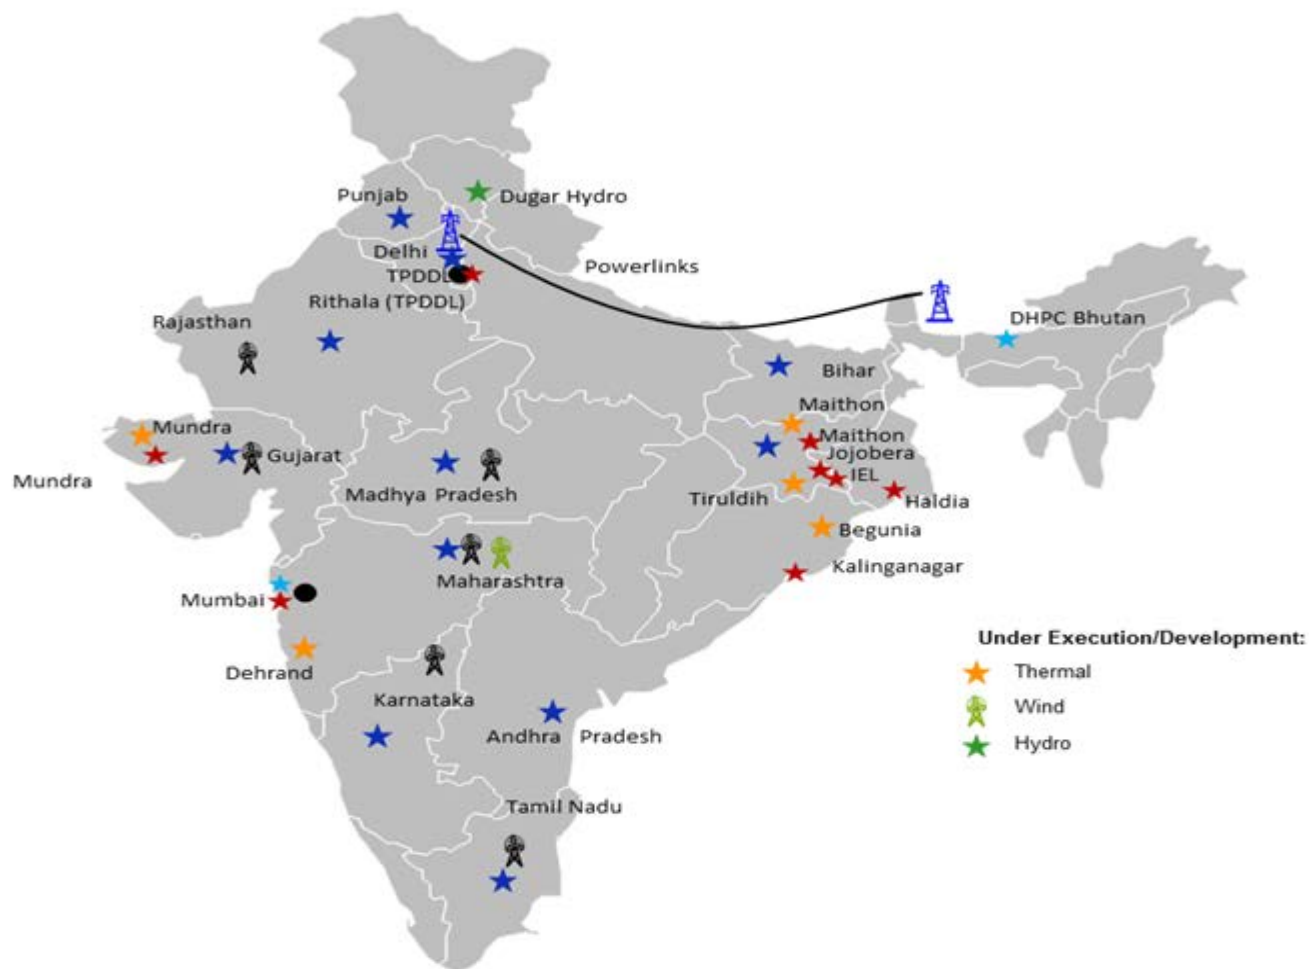 Punjab
Dugar Hydro
Delhi
TPDDL
Rithala (TPDDL)
Powerlinks
Rajasthan
DHPC Bhutan
Bihar
Maithon
Mundra
Maithon
Gujarat
Jojobera
IEL
Mundra
Madhya Pradesh
Tiruldih
Haldia
Begunia
Maharashtra
Kalinganagar
Mumbai
Under Execution/Development:
Dehrand
Thermal
Karnataka
Wind
Andhra Pradesh
Hydro
Tamil Nadu